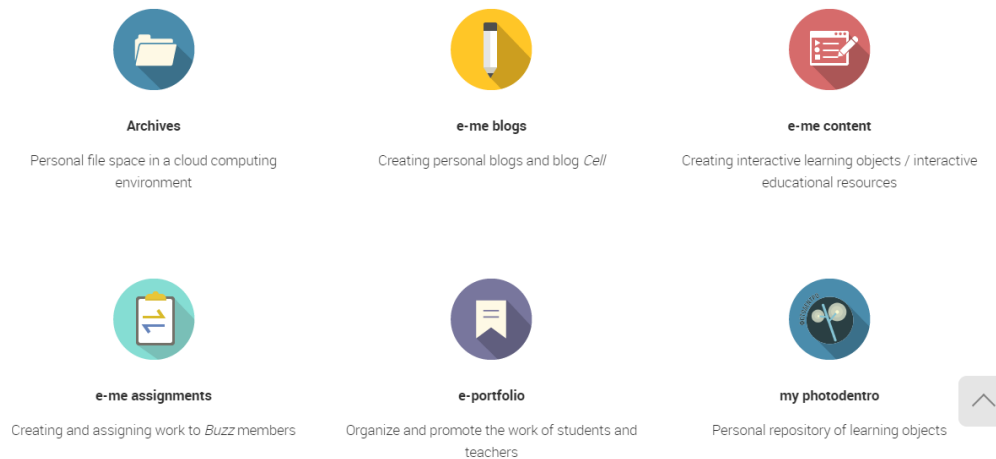 Archives
Personal file space in a cloud computing
environment
e-me blogs
Creating personal blogs and blog Cell
e-me content
Creating interactive learning objects / interactive
educational resources
e-me assignments
Creating and assigning work to Buzz members
e-portfolio
Organize and promote the work of students and
teachers
my photodentro
Personal repository of learning objects